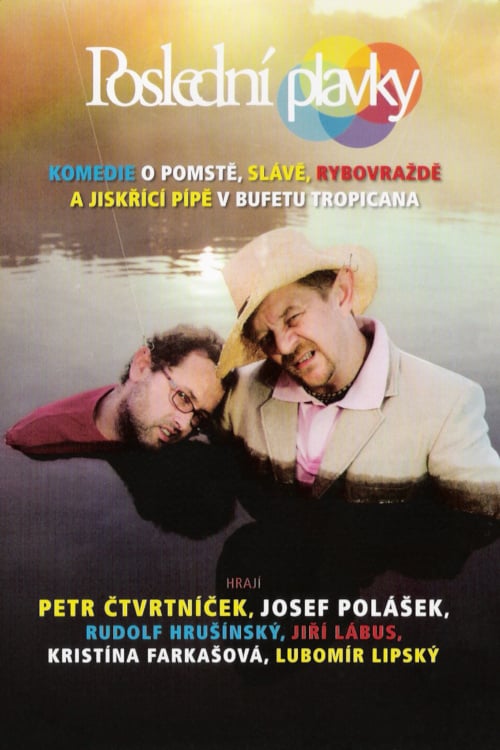 Poslední plavky
KOMEDIE O POMSTĚ, SLÁVĚ, RYBOVRAŽDĚ
A JISKŘÍCÍ PÍPĚ V BUFETU TROPICANA
HRAJÍ
PETR ČTVRTNÍČEK, JOSEF POLÁŠEK,
RUDOLF HRUŠÍNSKÝ, JIŘÍ LÁBUS,
KRISTÍNA FARKAŠOVÁ, LUBOMÍR LIPSKÝ